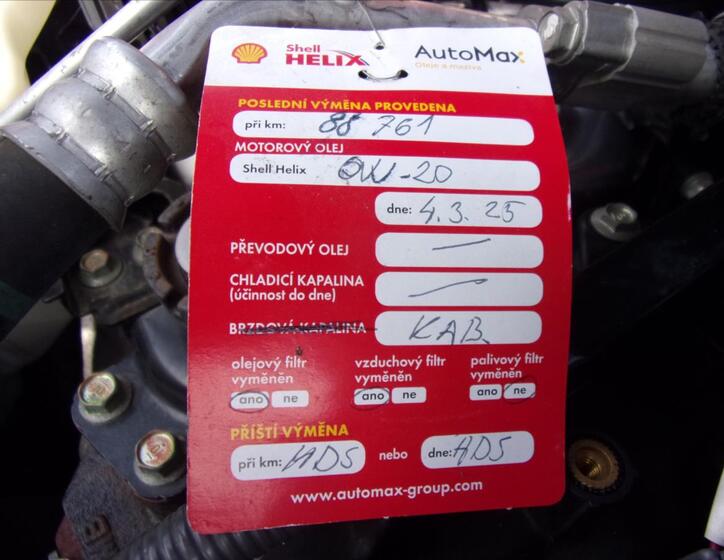 Shell
HELIX
AutoMax
Oleje a maziva
POSLEDNÍ VÝMĚNA PROVEDENA
při km: 88 761
MOTOROVÝ OLEJ
Shell Helix 0W-20
dne: 4.3.25
PŘEVODOVÝ OLEJ —
CHLADICÍ KAPALINA
(účinnost do dne) —
BRZDOVÁ KAPALINA KAB.
olejový filtr
vyměněn
ano ne
vzduchový filtr
vyměněn
ano ne
palivový filtr
vyměněn
ano ne
PŘÍŠTÍ VÝMĚNA
při km: nebo dne:
www.automax-group.com